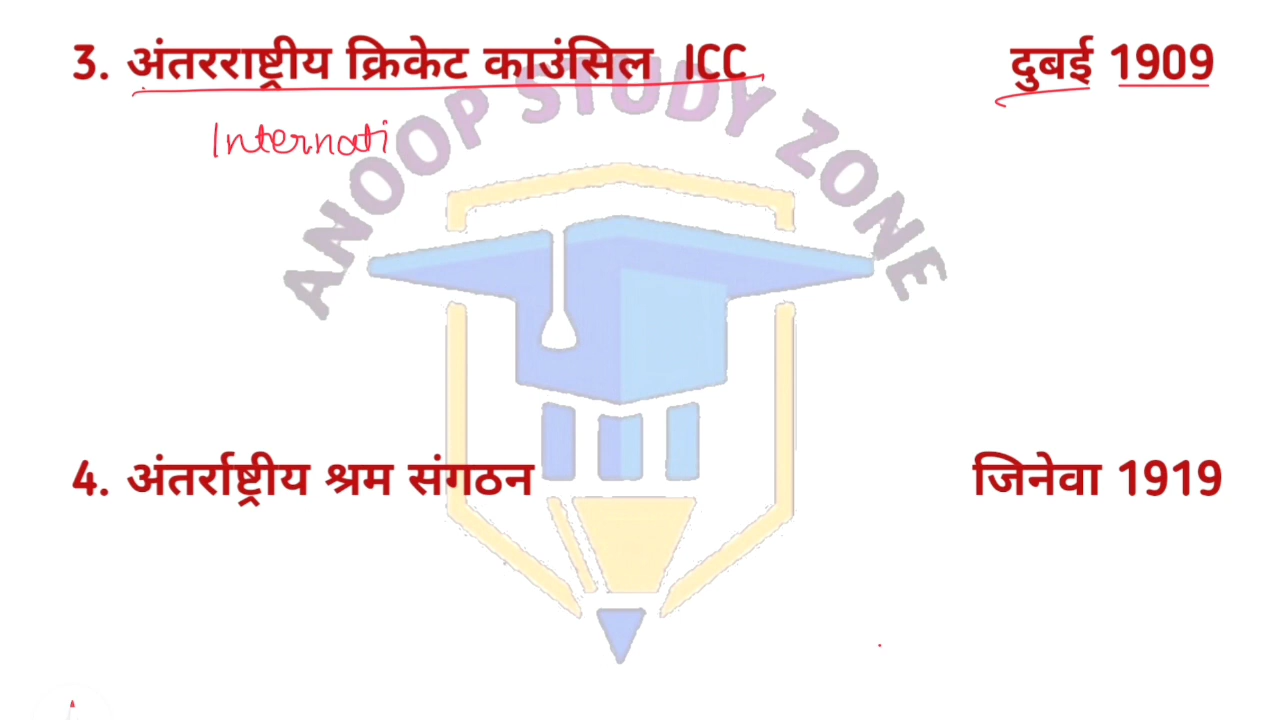 3. अंतरराष्ट्रीय क्रिकेट काउंसिल ICC दुबई 1909
Internati
ANOOP STUDY ZONE
4. अंतर्राष्ट्रीय श्रम संगठन जिनेवा 1919